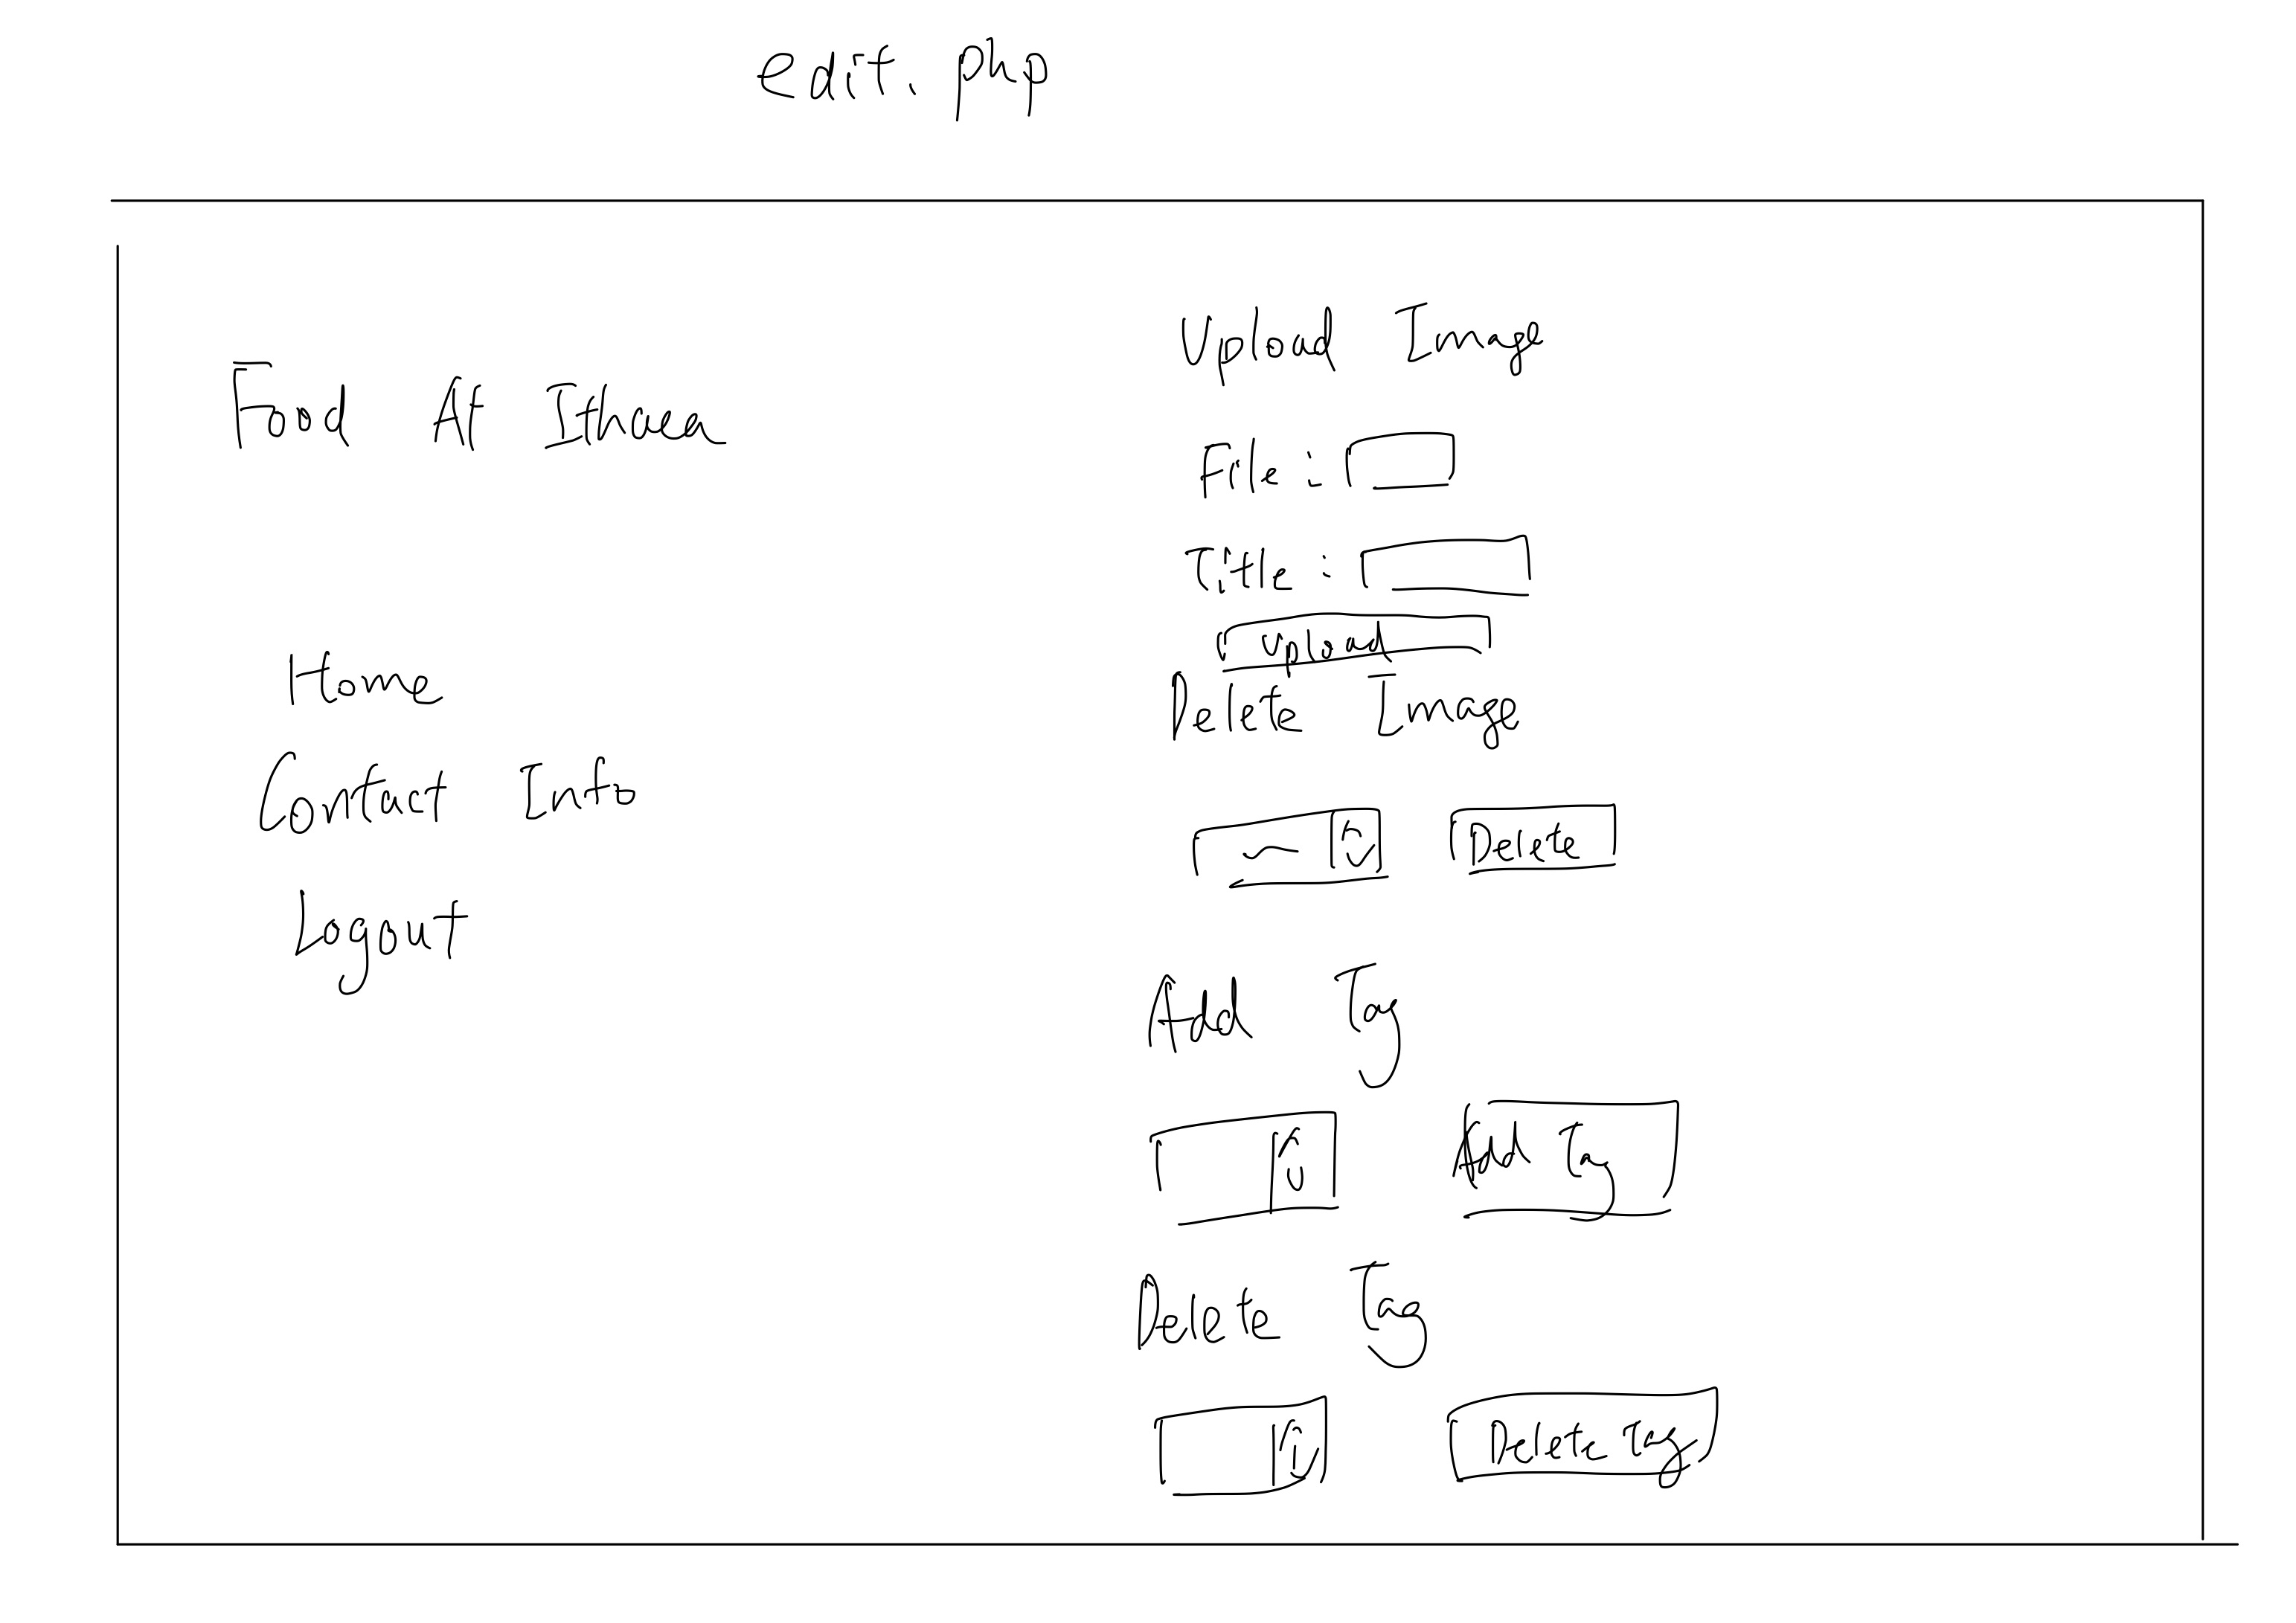 edit.php
Food At Ithaca
Home
Contact Info
Logout
Upload Image
File :
Title :
Upload
Delete Image
Delete
Add Tag
Add Tag
Delete Tag
Delete Tag